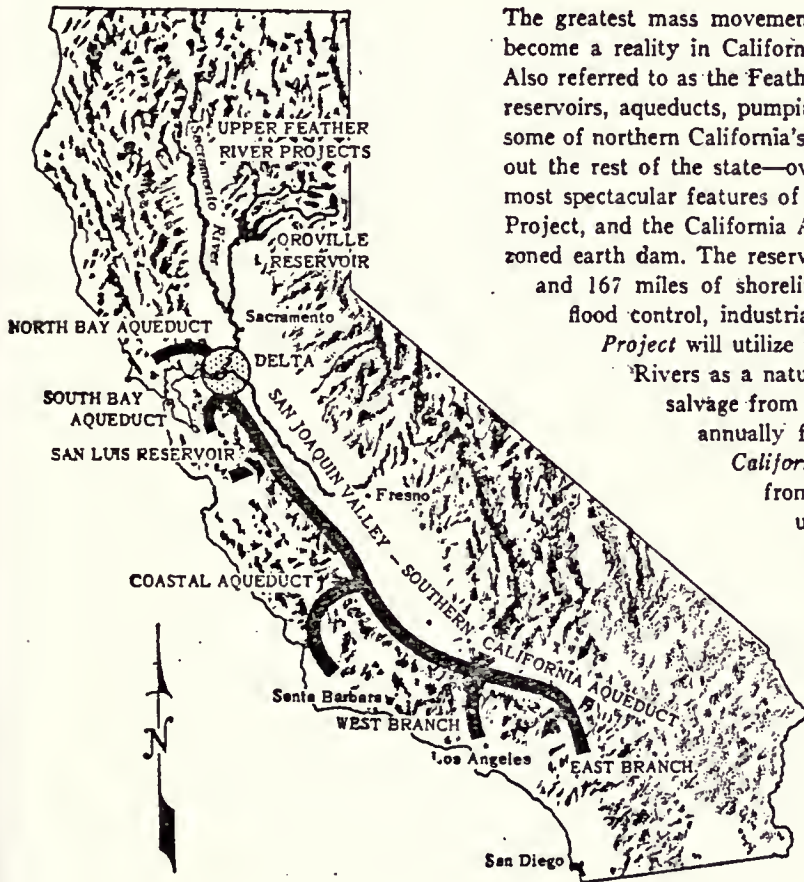 The greatest mass movement
become a reality in Californ
Also referred to as the Feath
reservoirs, aqueducts, pumpi
some of northern California's
out the rest of the state—ov
most spectacular features of
Project, and the California A
zoned earth dam. The reserv
and 167 miles of shoreli
flood control, industria
Project will utilize
Rivers as a natu
salvage from
annually f
Califor
from
u
Sacramento River
UPPER FEATHER
RIVER PROJECTS
OROVILLE
RESERVOIR
NORTH BAY AQUEDUCT
Sacramento
DELTA
SOUTH BAY
AQUEDUCT
SAN LUIS RESERVOIR
SAN JOAQUIN VALLEY – SOUTHERN CALIFORNIA AQUEDUCT
Fresno
COASTAL AQUEDUCT
Santa Barbara
WEST BRANCH
Los Angeles
EAST BRANCH
San Diego
N